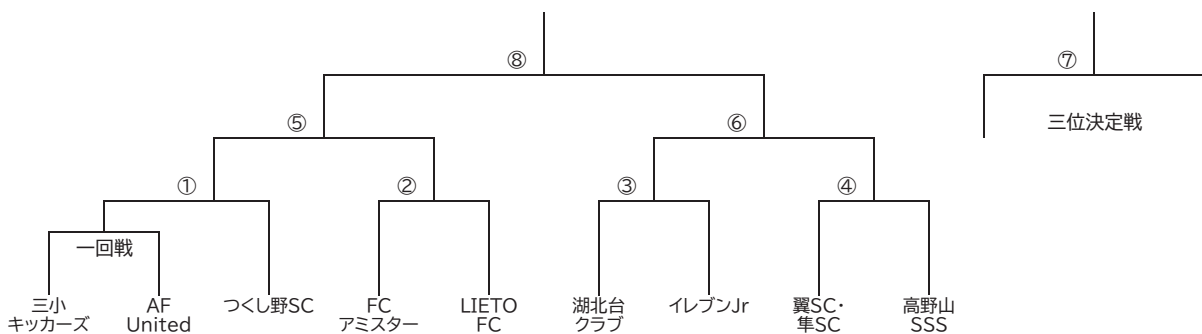 ⑧
⑦
⑤
⑥
三位決定戦
①
②
③
④
一回戦
三小
キッカーズ
AF
United
つくし野SC
FC
アミスター
LIETO
FC
湖北台
クラブ
イレブンJr
翼SC・
隼SC
高野山
SSS